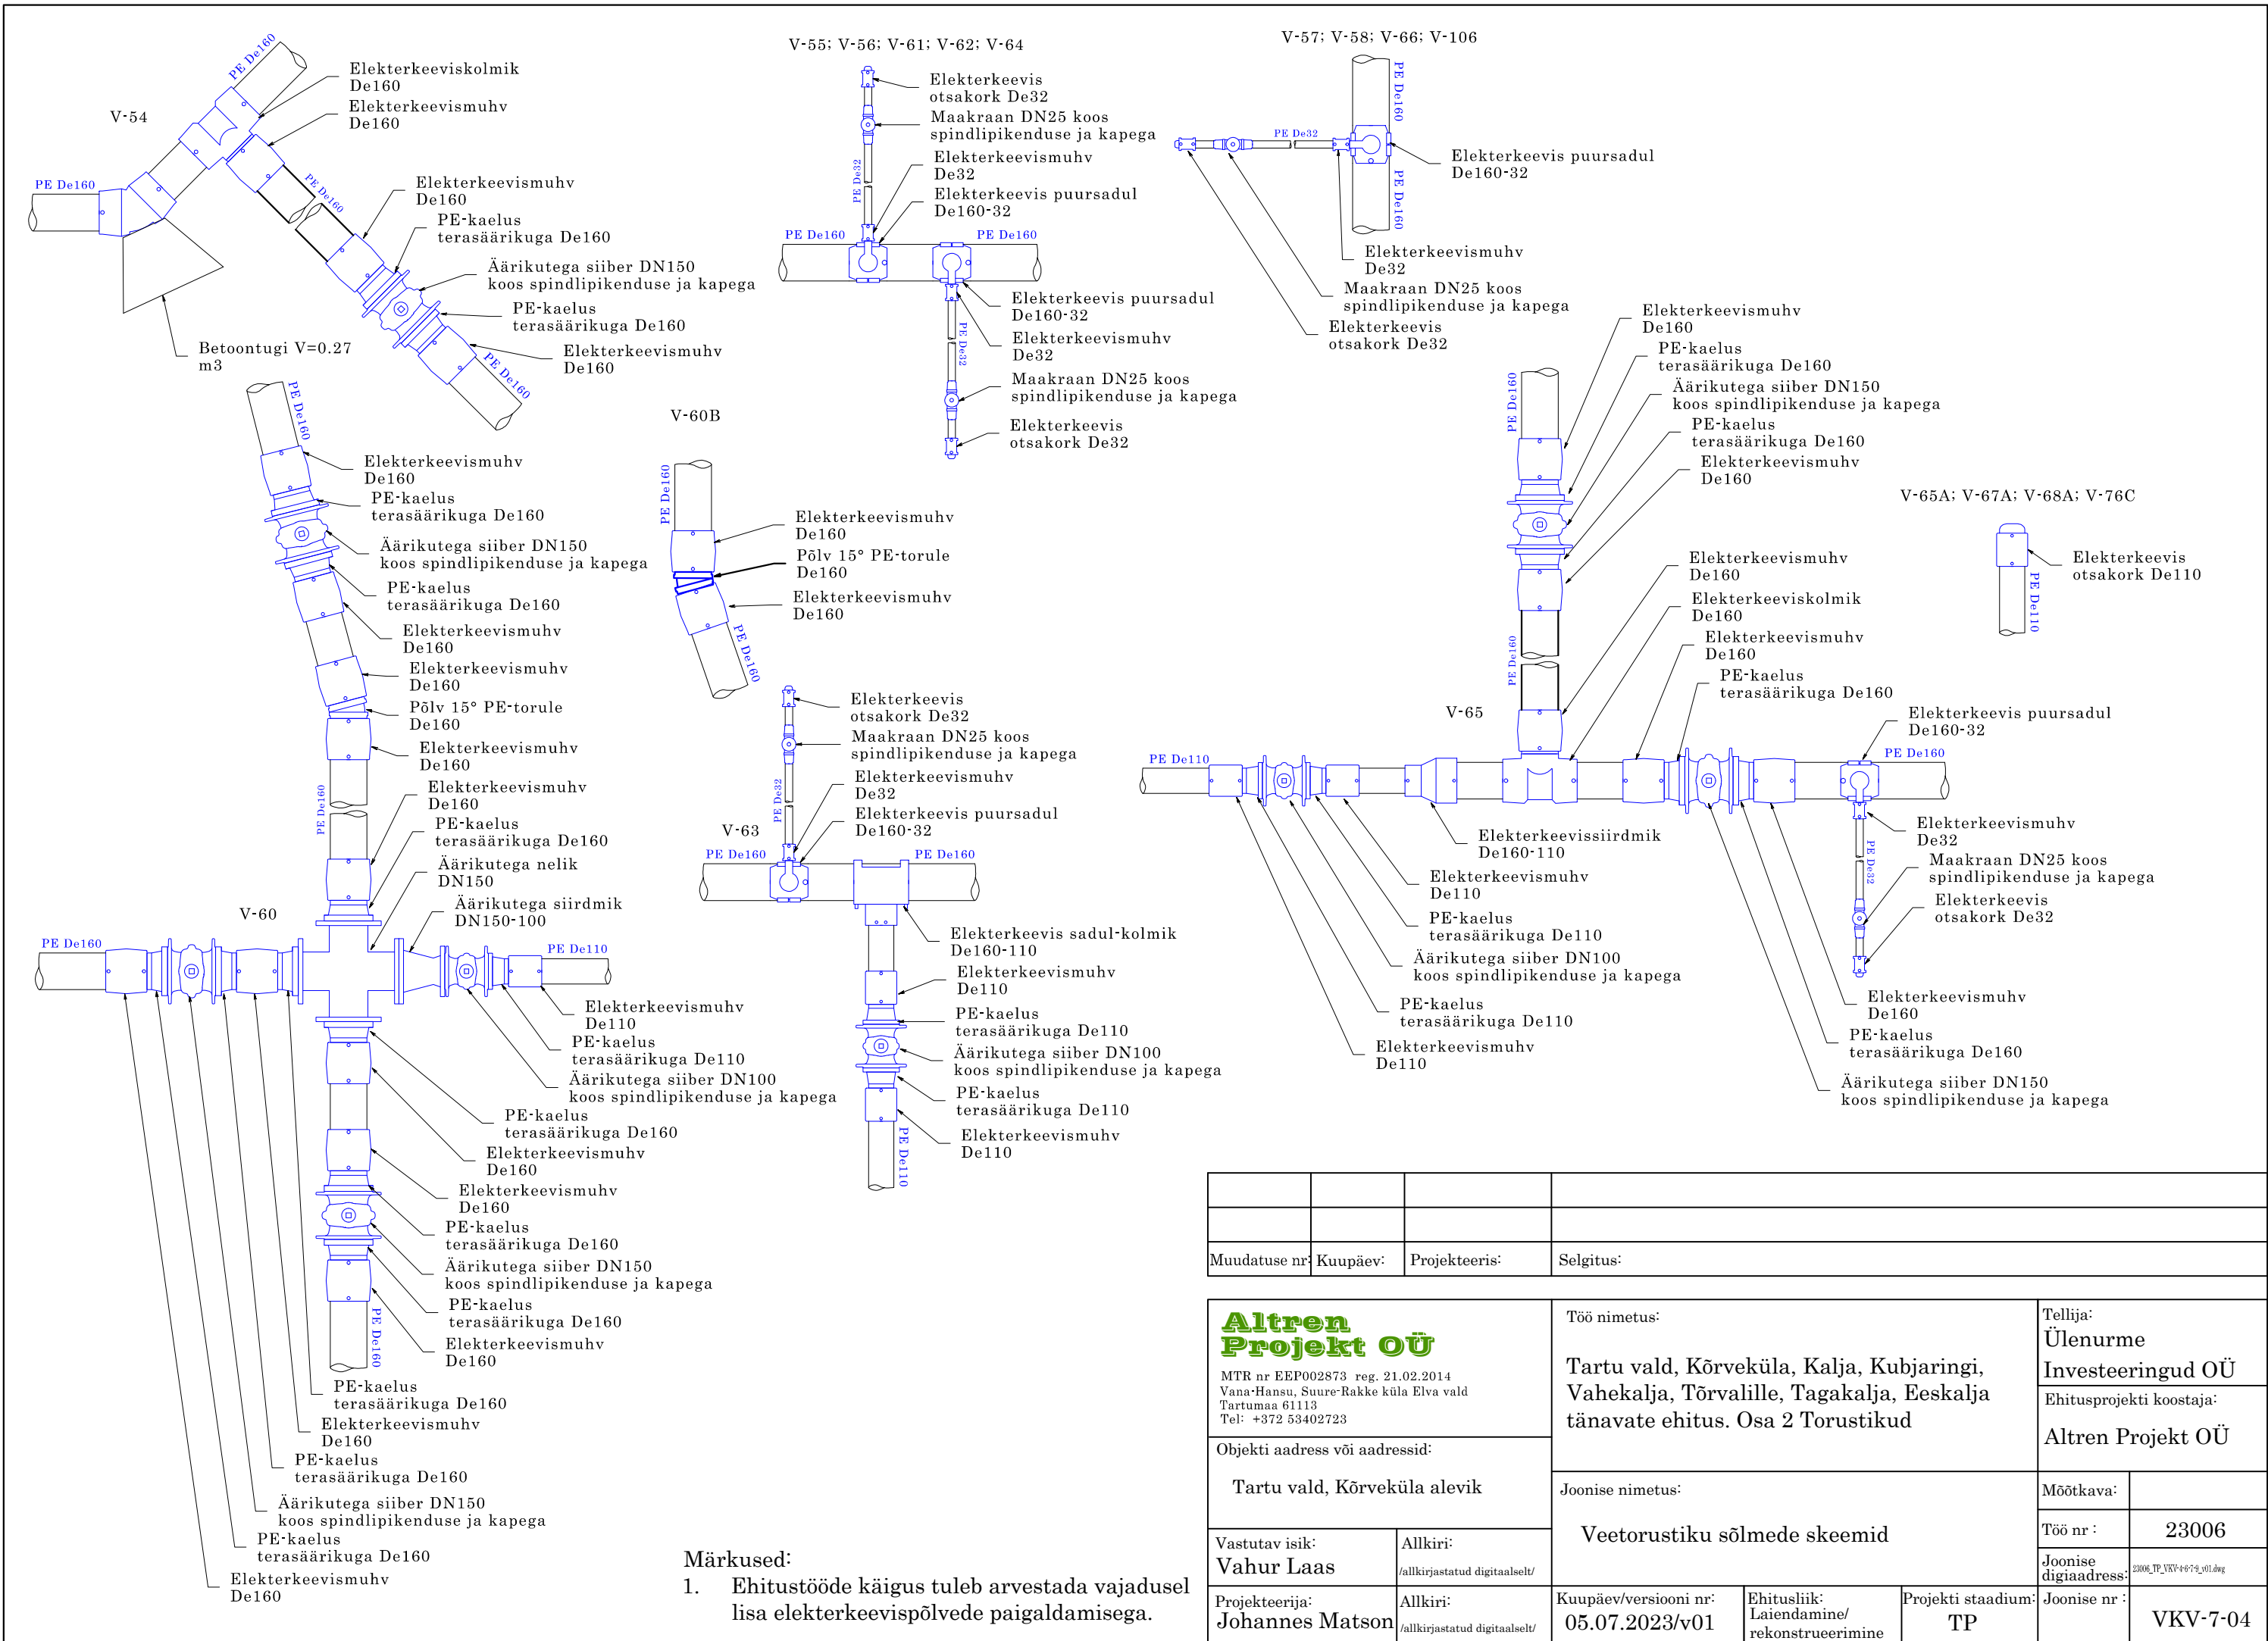 V-54
PE De160
Elekterkeeviskolmik
De160
Elekterkeevismuhv
De160
PE De160
PE De160
Elekterkeevismuhv
De160
PE-kaelus
terasäärikuga De160
Äärikutega siiber DN150
koos spindlipikenduse ja kapega
PE-kaelus
terasäärikuga De160
Elekterkeevismuhv
De160
PE De160
Betoontugi V=0.27
m3
V-55; V-56; V-61; V-62; V-64
Elekterkeevis
otsakork De32
Maakraan DN25 koos
spindlipikenduse ja kapega
Elekterkeevismuhv
De32
PE De32
Elekterkeevis puursadul
De160-32
PE De160
PE De160
Elekterkeevis puursadul
De160-32
Elekterkeevismuhv
De32
PE De32
Maakraan DN25 koos
spindlipikenduse ja kapega
Elekterkeevis
otsakork De32
V-57; V-58; V-66; V-106
PE De160
PE De32
Elekterkeevis puursadul
De160-32
PE De160
Elekterkeevismuhv
De32
Maakraan DN25 koos
spindlipikenduse ja kapega
Elekterkeevis
otsakork De32
PE De160
Elekterkeevismuhv
De160
PE-kaelus
terasäärikuga De160
Äärikutega siiber DN150
koos spindlipikenduse ja kapega
PE-kaelus
terasäärikuga De160
Elekterkeevismuhv
De160
Elekterkeevismuhv
De160
Põlv 15° PE-torule
De160
Elekterkeevismuhv
De160
PE De160
Elekterkeevismuhv
De160
PE-kaelus
terasäärikuga De160
Äärikutega nelik
DN150
Äärikutega siirdmik
DN150-100
V-60
PE De160
PE De110
Elekterkeevismuhv
De110
PE-kaelus
terasäärikuga De110
Äärikutega siiber DN100
koos spindlipikenduse ja kapega
PE-kaelus
terasäärikuga De160
Elekterkeevismuhv
De160
Elekterkeevismuhv
De160
PE-kaelus
terasäärikuga De160
Äärikutega siiber DN150
koos spindlipikenduse ja kapega
PE-kaelus
terasäärikuga De160
Elekterkeevismuhv
De160
PE De160
PE-kaelus
terasäärikuga De160
Elekterkeevismuhv
De160
PE-kaelus
terasäärikuga De160
Äärikutega siiber DN150
koos spindlipikenduse ja kapega
PE-kaelus
terasäärikuga De160
Elekterkeevismuhv
De160
V-60B
PE De160
Elekterkeevismuhv
De160
Põlv 15° PE-torule
De160
Elekterkeevismuhv
De160
PE De160
V-63
Elekterkeevis
otsakork De32
Maakraan DN25 koos
spindlipikenduse ja kapega
PE De32
Elekterkeevismuhv
De32
Elekterkeevis puursadul
De160-32
PE De160
PE De160
Elekterkeevis sadul-kolmik
De160-110
Elekterkeevismuhv
De110
PE-kaelus
terasäärikuga De110
Äärikutega siiber DN100
koos spindlipikenduse ja kapega
PE-kaelus
terasäärikuga De110
Elekterkeevismuhv
De110
PE De110
V-65
Elekterkeevismuhv
De160
PE-kaelus
terasäärikuga De160
PE De160
Äärikutega siiber DN150
koos spindlipikenduse ja kapega
PE-kaelus
terasäärikuga De160
Elekterkeevismuhv
De160
Elekterkeevismuhv
De160
Elekterkeeviskolmik
De160
PE De160
Elekterkeevismuhv
De160
PE-kaelus
terasäärikuga De160
Elekterkeevis puursadul
De160-32
PE De110
PE De160
Elekterkeevissiirdmik
De160-110
Elekterkeevismuhv
De110
PE-kaelus
terasäärikuga De110
Äärikutega siiber DN100
koos spindlipikenduse ja kapega
PE-kaelus
terasäärikuga De110
Elekterkeevismuhv
De110
Elekterkeevismuhv
De32
PE De32
Maakraan DN25 koos
spindlipikenduse ja kapega
Elekterkeevis
otsakork De32
Elekterkeevismuhv
De160
PE-kaelus
terasäärikuga De160
Äärikutega siiber DN150
koos spindlipikenduse ja kapega
V-65A; V-67A; V-68A; V-76C
Elekterkeevis
otsakork De110
PE De110
Märkused:
1. Ehitustööde käigus tuleb arvestada vajadusel
lisa elekterkeevispõlvede paigaldamisega.
Muudatuse nr: Kuupäev: Projekteeris: Selgitus:
Altren
Projekt OÜ
MTR nr EEP002873 reg. 21.02.2014
Vana-Hansu, Suure-Rakke küla Elva vald
Tartumaa 61113
Tel: +372 53402723
Objekti aadress või aadressid:
Tartu vald, Kõrveküla alevik
Vastutav isik:
Vahur Laas
Allkiri:
/allkirjastatud digitaalselt/
Projekteerija:
Johannes Matson
Allkiri:
/allkirjastatud digitaalselt/
Töö nimetus:
Tartu vald, Kõrveküla, Kalja, Kubjaringi,
Vahekalja, Tõrvalille, Tagakalja, Eeskalja
tänavate ehitus. Osa 2 Torustikud
Joonise nimetus:
Veetorustiku sõlmede skeemid
Kuupäev/versiooni nr:
05.07.2023/v01
Ehitusliik:
Laiendamine/
rekonstrueerimine
Projekti staadium:
TP
Tellija:
Ülenurme
Investeeringud OÜ
Ehitusprojekti koostaja:
Altren Projekt OÜ
Mõõtkava:
Töö nr : 23006
Joonise
digiaadress:
Joonise nr :
VKV-7-04